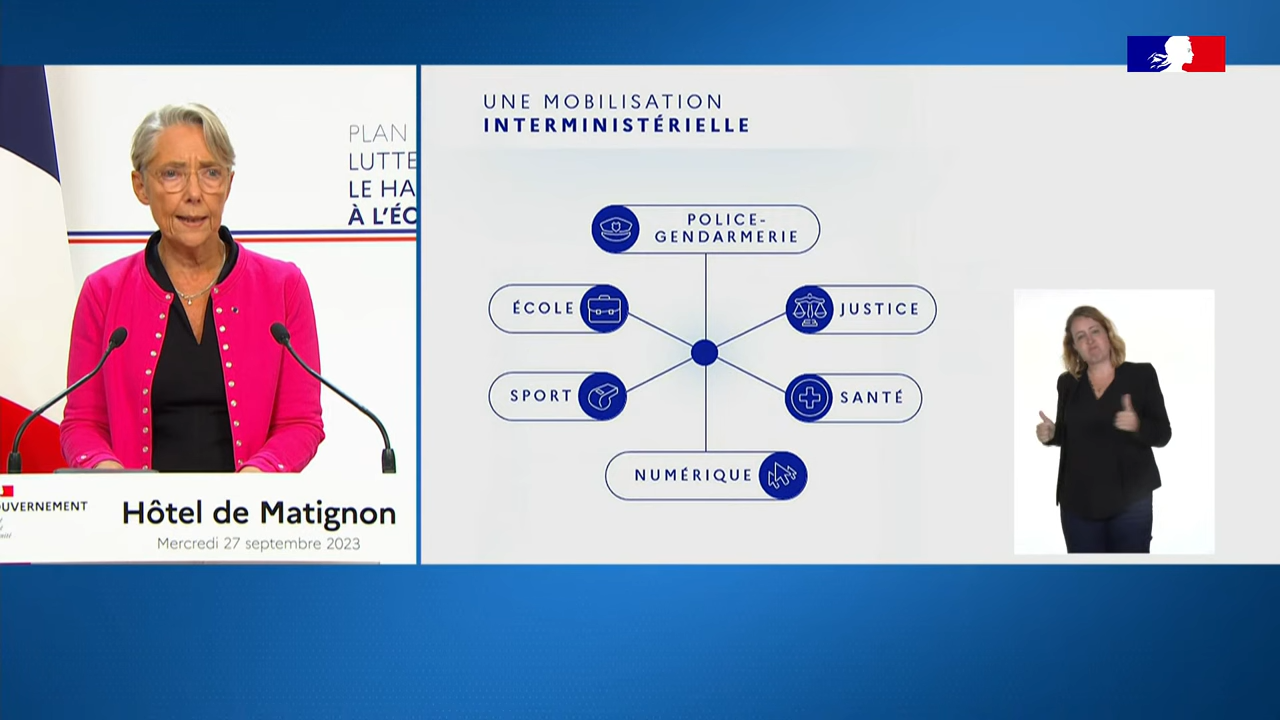 PLAN
LUTTE
LE HA
À L'ÉC
OUVERNEMENT
Hôtel de Matignon
Mercredi 27 septembre 2023
UNE MOBILISATION
INTERMINISTÉRIELLE
POLICE-
GENDARMERIE
ÉCOLE
JUSTICE
SPORT
SANTÉ
NUMÉRIQUE